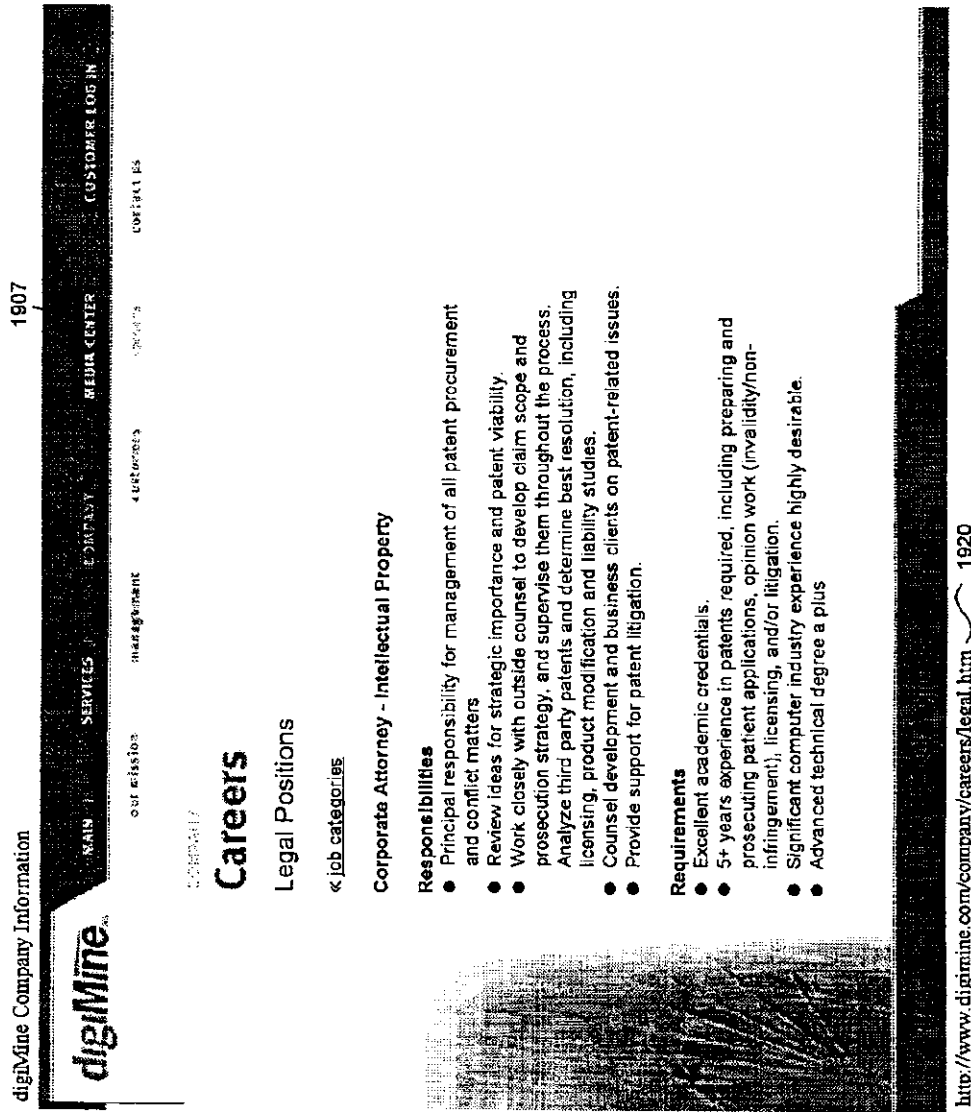 digiMine Company Information
1907
digiMine
MAIN SERVICES COMPANY MEDIA CENTER CUSTOMER LOG IN
our mission management customers careers contact us
COMPANY
Careers
Legal Positions
« job categories
Corporate Attorney - Intellectual Property
Responsibilities
● Principal responsibility for management of all patent procurement
and conflict matters
● Review ideas for strategic importance and patent viability.
● Work closely with outside counsel to develop claim scope and
prosecution strategy, and supervise them throughout the process.
Analyze third party patents and determine best resolution, including
licensing, product modification and liability studies.
● Counsel development and business clients on patent-related issues.
● Provide support for patent litigation.
Requirements
● Excellent academic credentials.
● 5+ years experience in patents required, including preparing and
prosecuting patient applications, opinion work (invalidity/non-
infringement), licensing, and/or litigation.
● Significant computer industry experience highly desirable.
● Advanced technical degree a plus
http://www.digimine.com/company/careers/legal.htm 1920